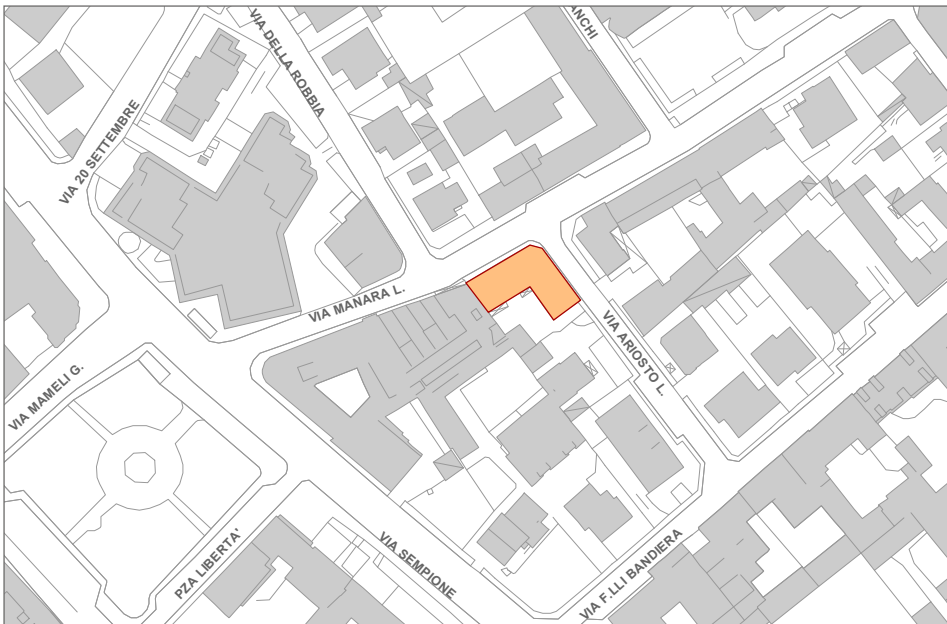 ANCHI
VIA DELLA ROBBIA
VIA 20 SETTEMBRE
VIA MANARA L.
VIA ARIOSTO L.
VIA MAMELI G.
PZA LIBERTA'
VIA SEMPIONE
VIA F.LLI BANDIERA